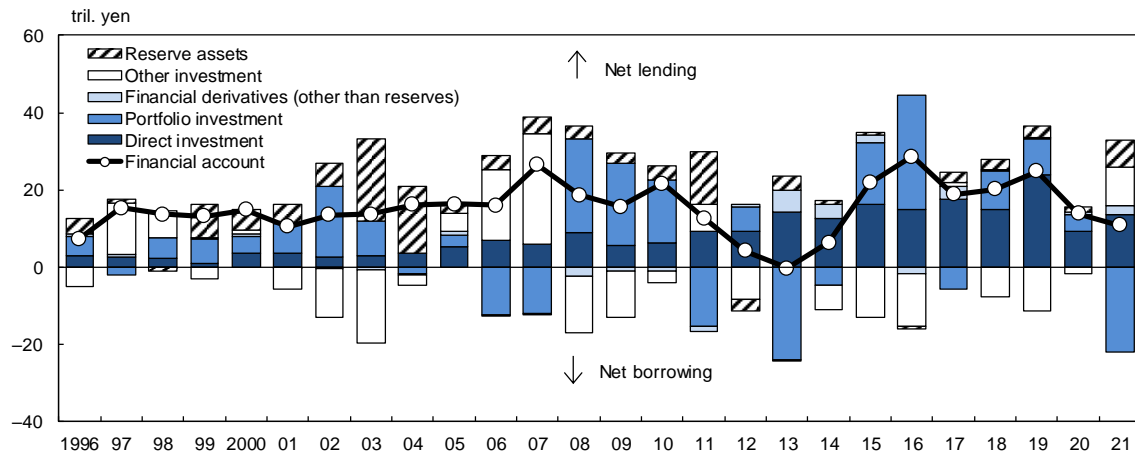 tril. yen
60
Reserve assets
Other investment
Net lending
Financial derivatives (other than reserves)
40
Portfolio investment
Direct investment
Financial account
20
0
–20
Net borrowing
–40
1996 97 98 99 2000 01 02 03 04 05 06 07 08 09 10 11 12 13 14 15 16 17 18 19 20 21